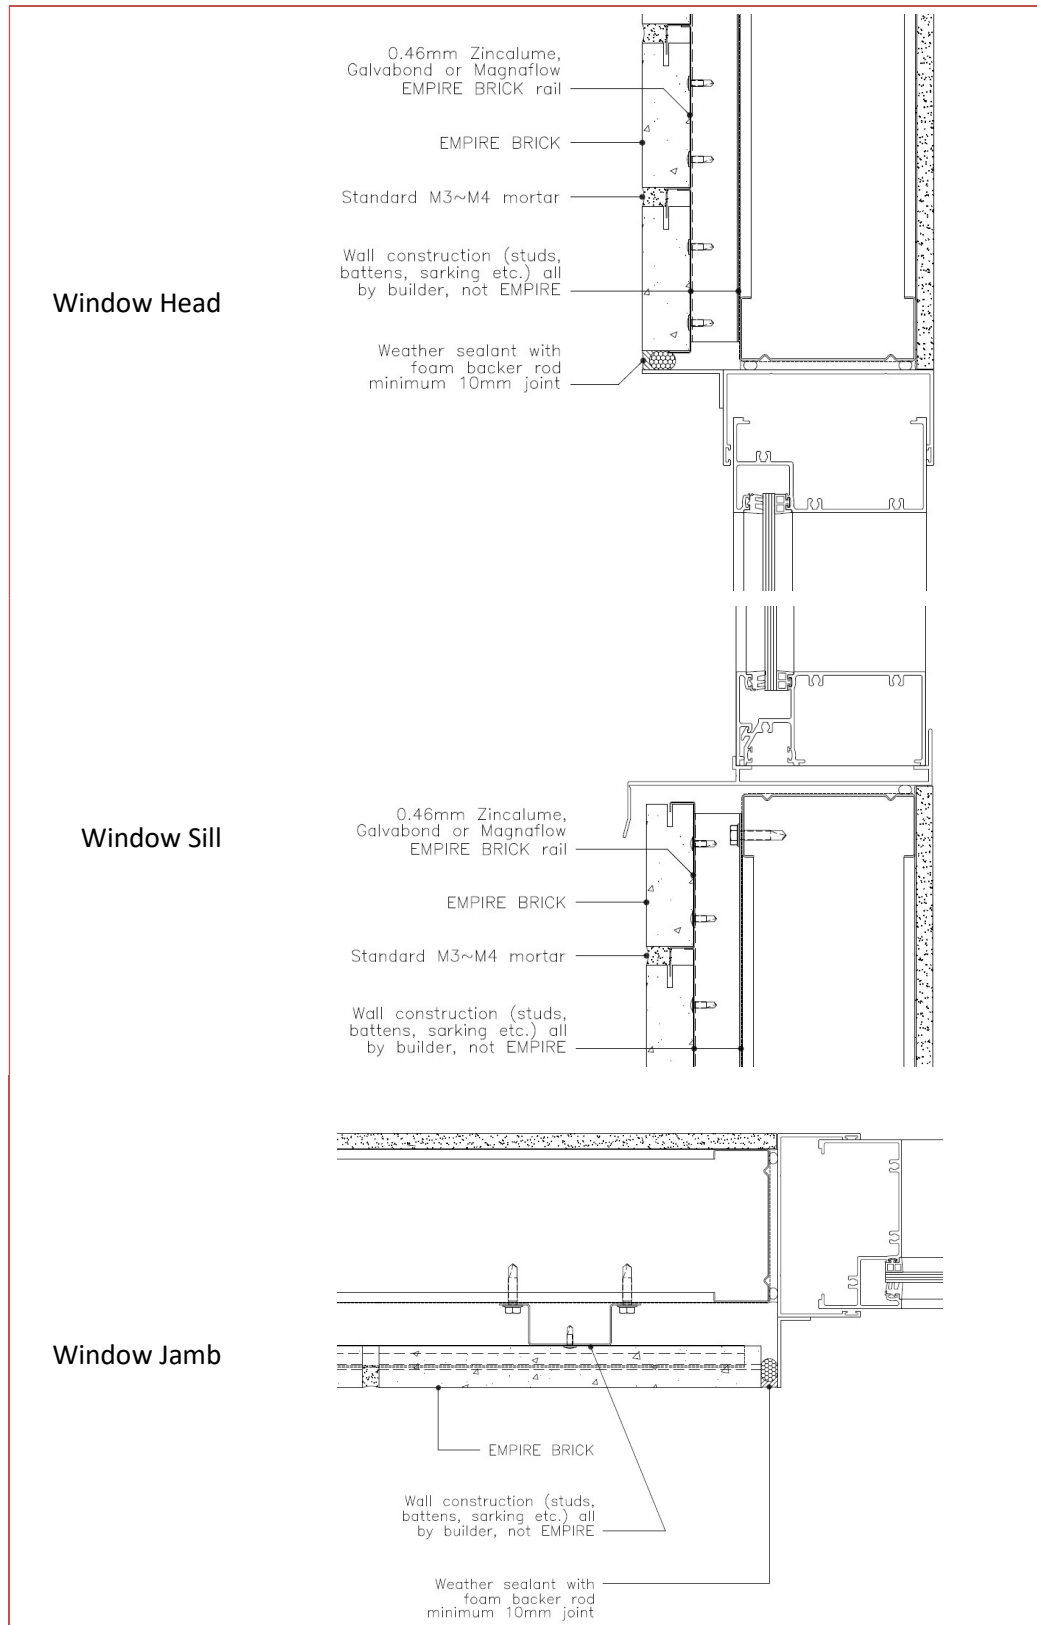 0.46mm Zincalume,
Galvabond or Magnaflow
EMPIRE BRICK rail
EMPIRE BRICK
Standard M3~M4 mortar
Wall construction (studs,
battens, sarking etc.) all
by builder, not EMPIRE
Window Head
Weather sealant with
foam backer rod
minimum 10mm joint
0.46mm Zincalume,
Galvabond or Magnaflow
EMPIRE BRICK rail
Window Sill
EMPIRE BRICK
Standard M3~M4 mortar
Wall construction (studs,
battens, sarking etc.) all
by builder, not EMPIRE
Window Jamb
EMPIRE BRICK
Wall construction (studs,
battens, sarking etc.) all
by builder, not EMPIRE
Weather sealant with
foam backer rod
minimum 10mm joint